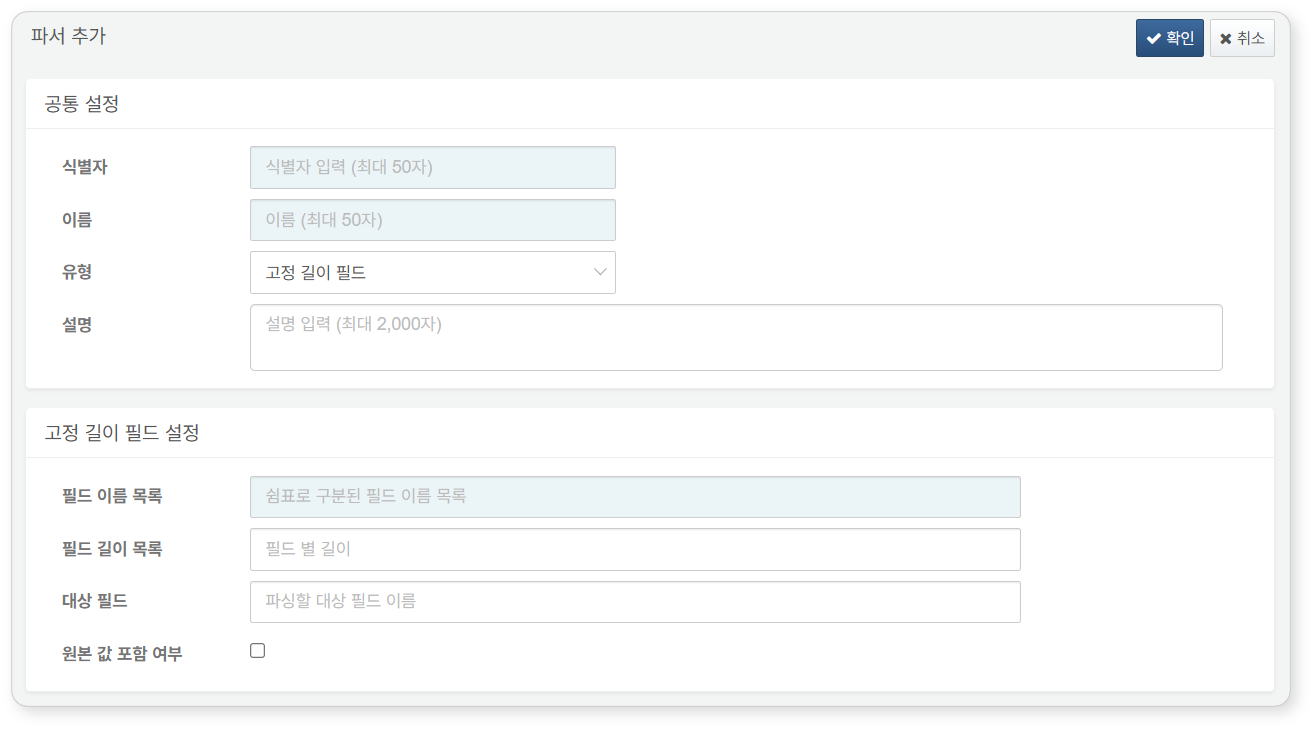 파서 추가
확인 취소
공통 설정
식별자 식별자 입력 (최대 50자)
이름 이름 (최대 50자)
유형 고정 길이 필드
설명 설명 입력 (최대 2,000자)
고정 길이 필드 설정
필드 이름 목록 쉼표로 구분된 필드 이름 목록
필드 길이 목록 필드 별 길이
대상 필드 파싱할 대상 필드 이름
원본 값 포함 여부